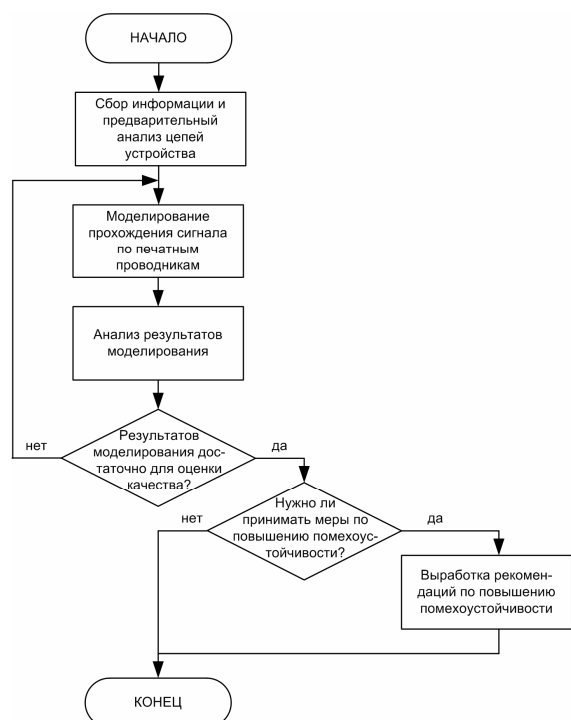 НАЧАЛО
Сбор информации и
предварительный
анализ цепей
устройства
Моделирование
прохождения сигнала
по печатным
проводникам
Анализ результатов
моделирования
нет
Результатов
моделирования дос-
таточно для оценки
качества?
да
нет
Нужно ли
принимать меры по
повышению помехоус-
тойчивости?
да
Выработка рекомен-
даций по повышению
помехоустойчивости
КОНЕЦ